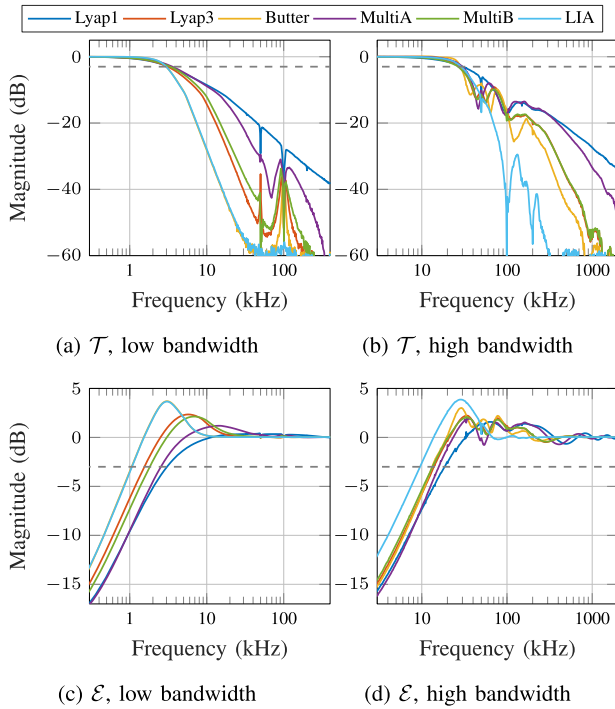 Lyap1 Lyap3 Butter MultiA MultiB LIA
0
−20
−40
−60
Magnitude (dB)
1 10 100
Frequency (kHz)
(a) 𝒯, low bandwidth
0
−20
−40
−60
10 100 1000
Frequency (kHz)
(b) 𝒯, high bandwidth
5
0
−5
−10
−15
Magnitude (dB)
1 10 100
Frequency (kHz)
(c) ℰ, low bandwidth
5
0
−5
−10
−15
10 100 1000
Frequency (kHz)
(d) ℰ, high bandwidth